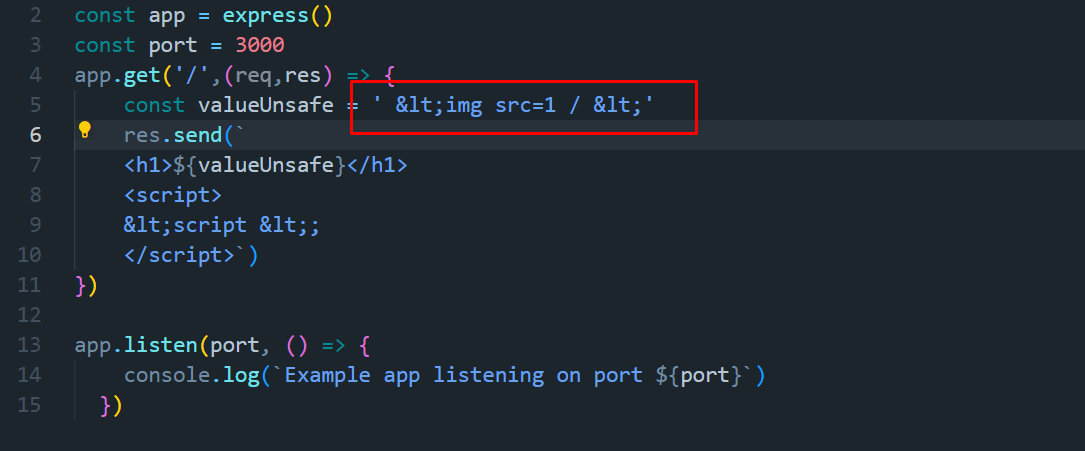 2 const app = express()
3 const port = 3000
4 app.get('/',(req,res) => {
5 const valueUnsafe = ' &lt;img src=1 / &lt;'
6 res.send(`
7 <h1>${valueUnsafe}</h1>
8 <script>
9 &lt;script &lt;;
10 </script>`)
11 })
12
13 app.listen(port, () => {
14 console.log(`Example app listening on port ${port}`)
15 })